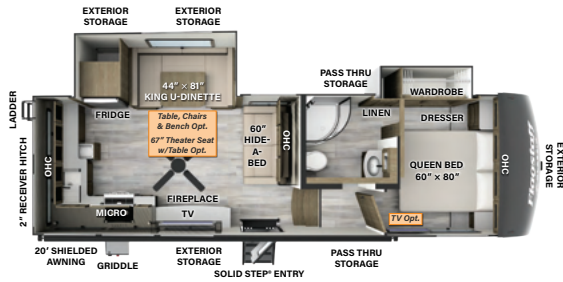 EXTERIOR
STORAGE
EXTERIOR
STORAGE
44" × 81"
KING U-DINETTE
FRIDGE
Table, Chairs
& Bench Opt.
67" Theater Seat
w/Table Opt.
60"
HIDE-
A-
BED
OHC
PASS THRU
STORAGE
WARDROBE
LINEN
DRESSER
QUEEN BED
60" × 80"
OHC
Flagstaff
EXTERIOR
STORAGE
LADDER
2" RECEIVER HITCH
OHC
MICRO
FIREPLACE
TV
TV Opt.
20' SHIELDED
AWNING
GRIDDLE
EXTERIOR
STORAGE
SOLID STEP® ENTRY
PASS THRU
STORAGE